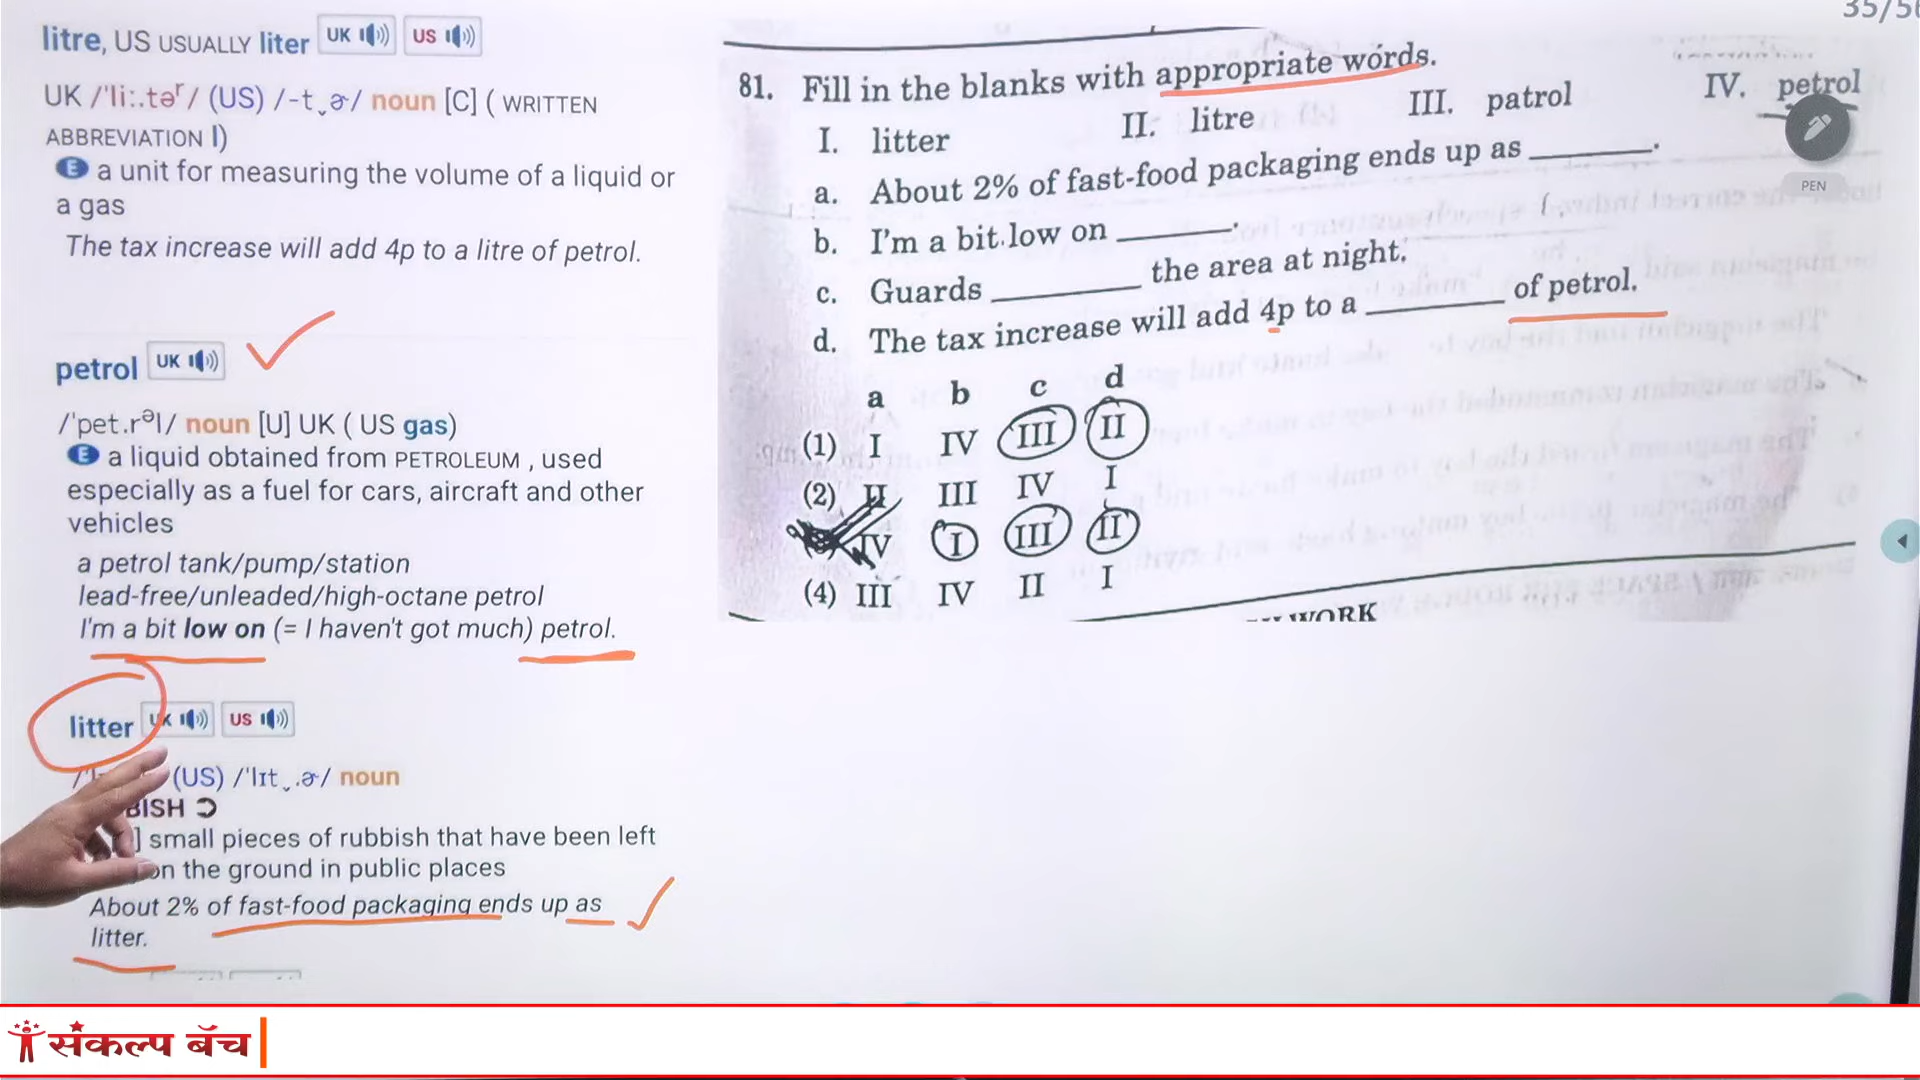 35/56
litre, US USUALLY liter UK US
UK /ˈliː.təʳ/ (US) /-t̬ɚ/ noun [C] ( WRITTEN
ABBREVIATION l)
E a unit for measuring the volume of a liquid or
a gas
The tax increase will add 4p to a litre of petrol.
petrol UK
/ˈpet.rəl/ noun [U] UK ( US gas)
E a liquid obtained from PETROLEUM , used
especially as a fuel for cars, aircraft and other
vehicles
a petrol tank/pump/station
lead-free/unleaded/high-octane petrol
I'm a bit low on (= I haven't got much) petrol.
litter UK US
(US) /ˈlɪt̬.ɚ/ noun
BISH
] small pieces of rubbish that have been left
on the ground in public places
About 2% of fast-food packaging ends up as
litter.
81. Fill in the blanks with appropriate words.
I. litter II. litre III. patrol IV. petrol
a. About 2% of fast-food packaging ends up as ________.
b. I'm a bit low on ________.
c. Guards ________ the area at night.
d. The tax increase will add 4p to a ________ of petrol.
a b c d
(1) I IV III II
(2) II III IV I
IV I III II
(4) III IV II I
WORK
PEN
संकल्प बॅच